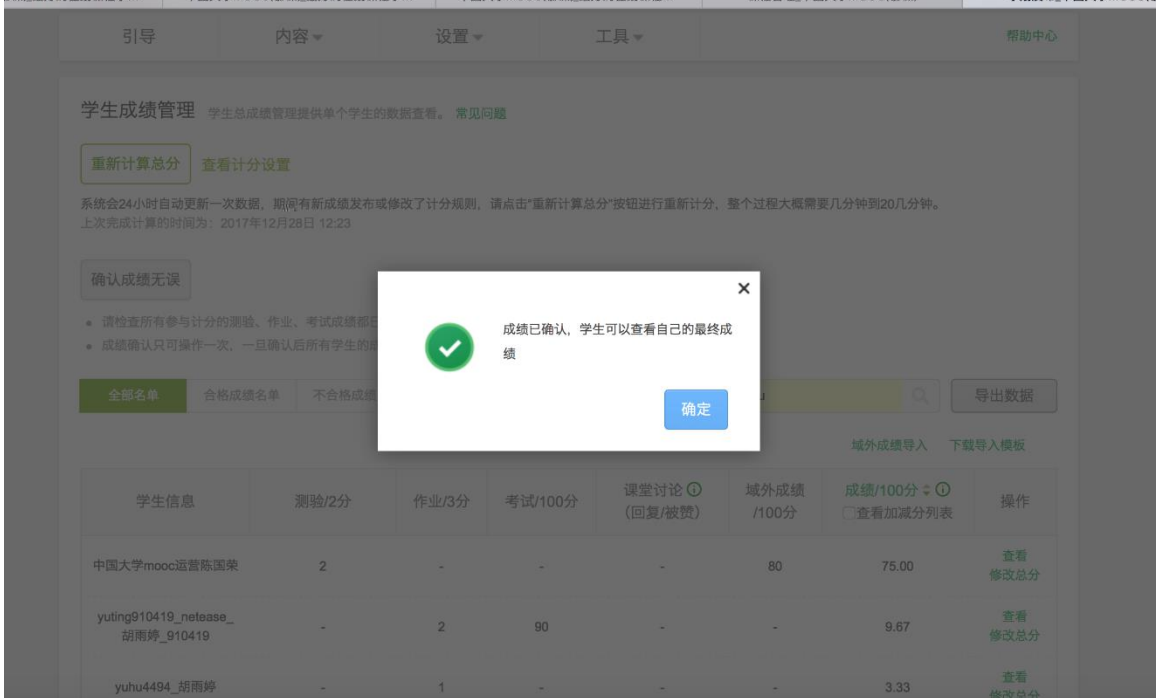 引导 内容 设置 工具 帮助中心
学生成绩管理 学生总成绩管理提供单个学生的数据查看。 常见问题
重新计算总分 查看计分设置
系统会24小时自动更新一次数据，期间有新成绩发布或修改了计分规则，请点击"重新计算总分"按钮进行重新计分，整个过程大概需要几分钟到20几分钟。
上次完成计算的时间为：2017年12月28日 12:23
确认成绩无误
请检查所有参与计分的测验、作业、考试成绩都已
成绩确认只可操作一次，一旦确认后所有学生的
×
成绩已确认，学生可以查看自己的最终成
绩
确定
全部名单 合格成绩名单 不合格成绩 导出数据
域外成绩导入 下载导入模板
学生信息 测验/2分 作业/3分 考试/100分 课堂讨论 域外成绩 成绩/100分 操作
(回复/被赞) /100分 查看加减分列表
中国大学mooc运营陈国荣 2 - - - 80 75.00 查看
修改总分
yuting910419_netease_ - 2 90 - - 9.67 查看
胡雨婷_910419 修改总分
yuhu4494_胡雨婷 - 1 - - - 3.33 查看
修改总分